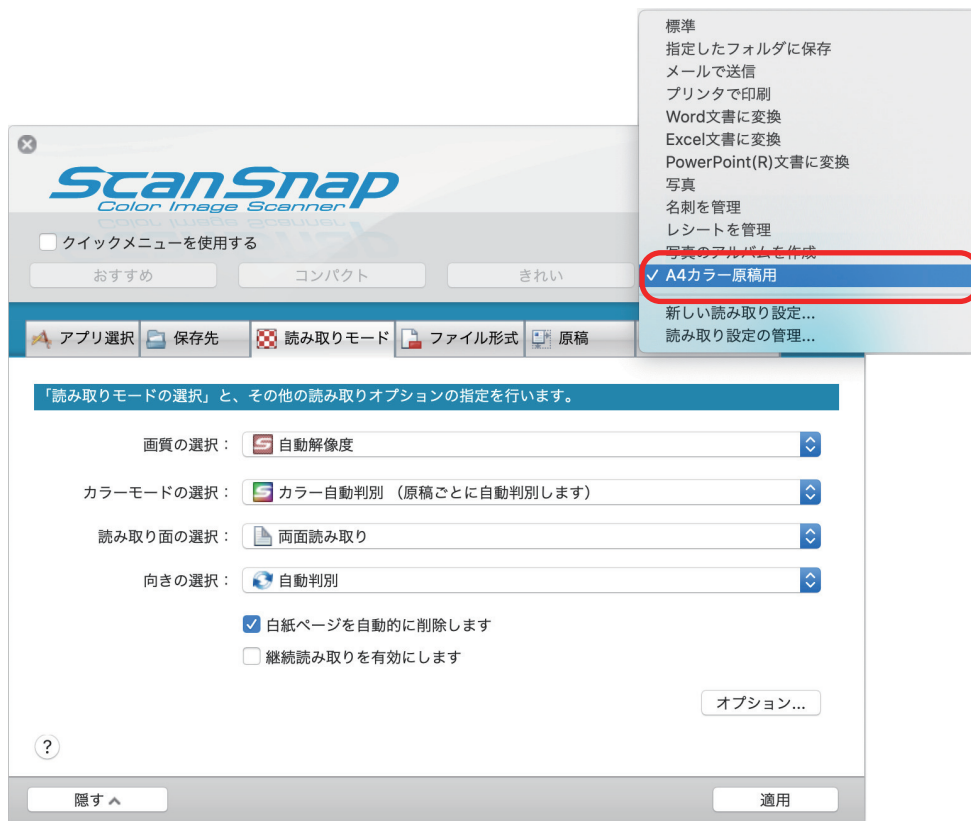 標準
指定したフォルダに保存
メールで送信
プリンタで印刷
Word文書に変換
Excel文書に変換
PowerPoint(R)文書に変換
写真
名刺を管理
レシートを管理
写真のアルバムを作成
✓ A4カラー原稿用
新しい読み取り設定...
読み取り設定の管理...
ScanSnap
Color Image Scanner
クイックメニューを使用する
おすすめ コンパクト きれい
アプリ選択 保存先 読み取りモード ファイル形式 原稿
「読み取りモードの選択」と、その他の読み取りオプションの指定を行います。
画質の選択： 自動解像度
カラーモードの選択： カラー自動判別 （原稿ごとに自動判別します）
読み取り面の選択： 両面読み取り
向きの選択： 自動判別
白紙ページを自動的に削除します
継続読み取りを有効にします
オプション...
?
隠す 適用